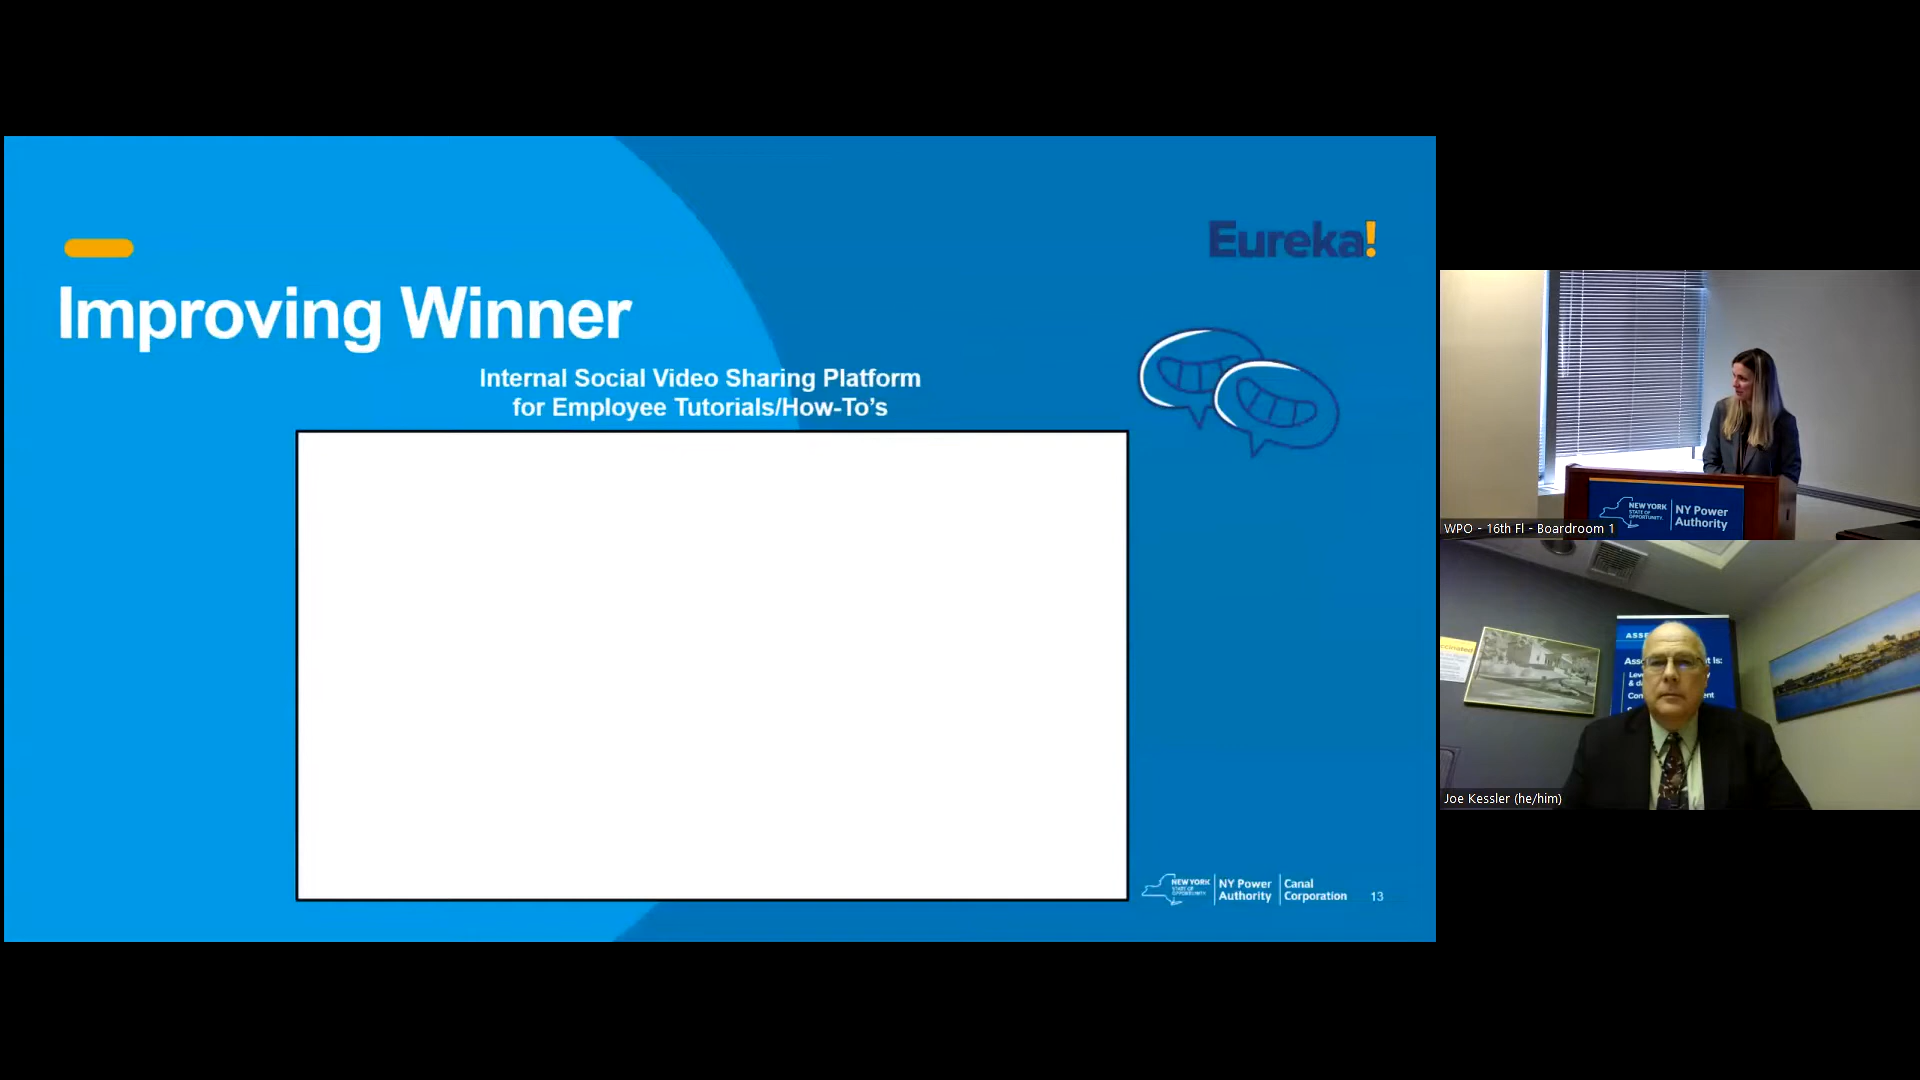 Eureka!
Improving Winner
Internal Social Video Sharing Platform
for Employee Tutorials/How-To’s
NEW YORK
STATE OF
OPPORTUNITY.
NY Power
Authority
Canal
Corporation
13
NEW YORK
STATE OF
OPPORTUNITY.
NY Power
Authority
WPO - 16th Fl - Boardroom 1
Joe Kessler (he/him)